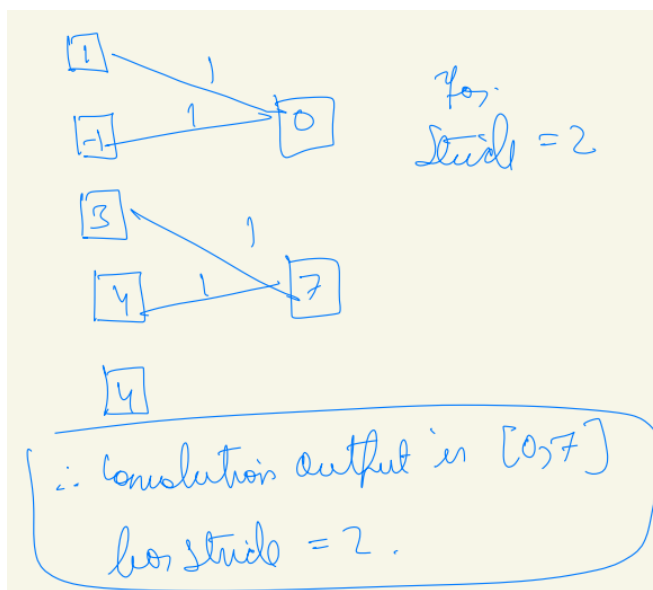 1
1
-1
1
0
For
Stride = 2
3
1
4
1
7
4
∴ Convolution output is [0,7]
for stride = 2.